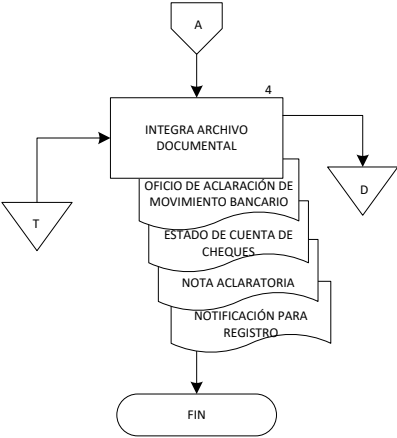 A
4
INTEGRA ARCHIVO
DOCUMENTAL
OFICIO DE ACLARACIÓN DE
MOVIMIENTO BANCARIO
T
D
ESTADO DE CUENTA DE
CHEQUES
NOTA ACLARATORIA
NOTIFICACIÓN PARA
REGISTRO
FIN